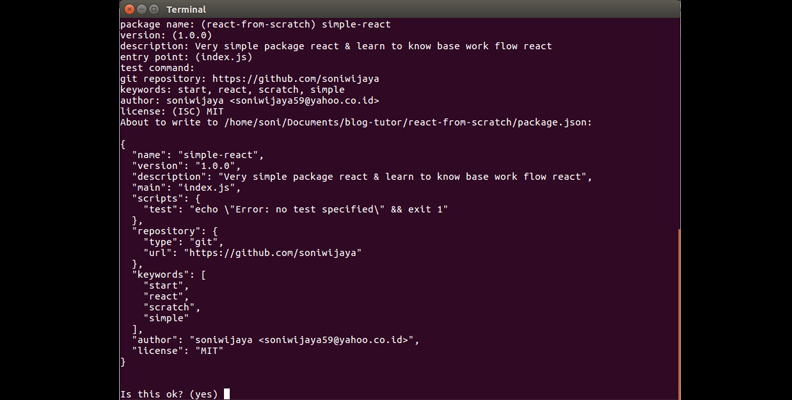 Terminal
package name: (react-from-scratch) simple-react
version: (1.0.0)
description: Very simple package react & learn to know base work flow react
entry point: (index.js)
test command:
git repository: https://github.com/soniwijaya
keywords: start, react, scratch, simple
author: soniwijaya <soniwijaya59@yahoo.co.id>
license: (ISC) MIT
About to write to /home/soni/Documents/blog-tutor/react-from-scratch/package.json:

{
  "name": "simple-react",
  "version": "1.0.0",
  "description": "Very simple package react & learn to know base work flow react",
  "main": "index.js",
  "scripts": {
    "test": "echo \"Error: no test specified\" && exit 1"
  },
  "repository": {
    "type": "git",
    "url": "https://github.com/soniwijaya"
  },
  "keywords": [
    "start",
    "react",
    "scratch",
    "simple"
  ],
  "author": "soniwijaya <soniwijaya59@yahoo.co.id>",
  "license": "MIT"
}

Is this ok? (yes)